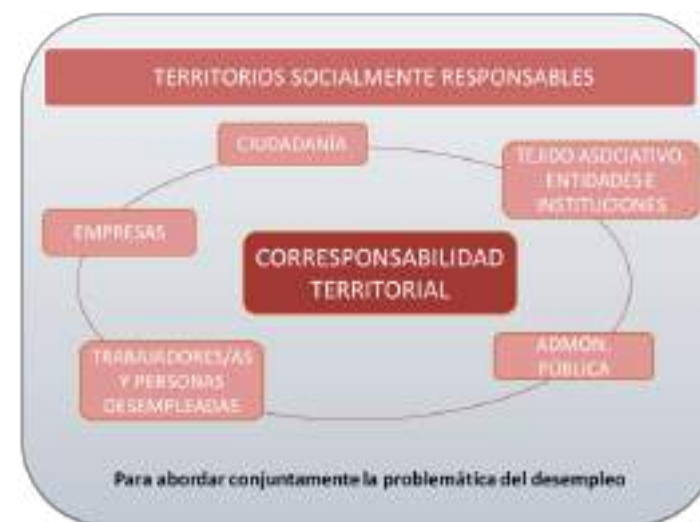 TERRITORIOS SOCIALMENTE RESPONSABLES
CIUDADANÍA
TEJIDO ASOCIATIVO,
ENTIDADES E
INSTITUCIONES
EMPRESAS
CORRESPONSABILIDAD
TERRITORIAL
ADMÓN.
PÚBLICA
TRABAJADORES/AS
Y PERSONAS
DESEMPLEADAS
Para abordar conjuntamente la problemática del desempleo